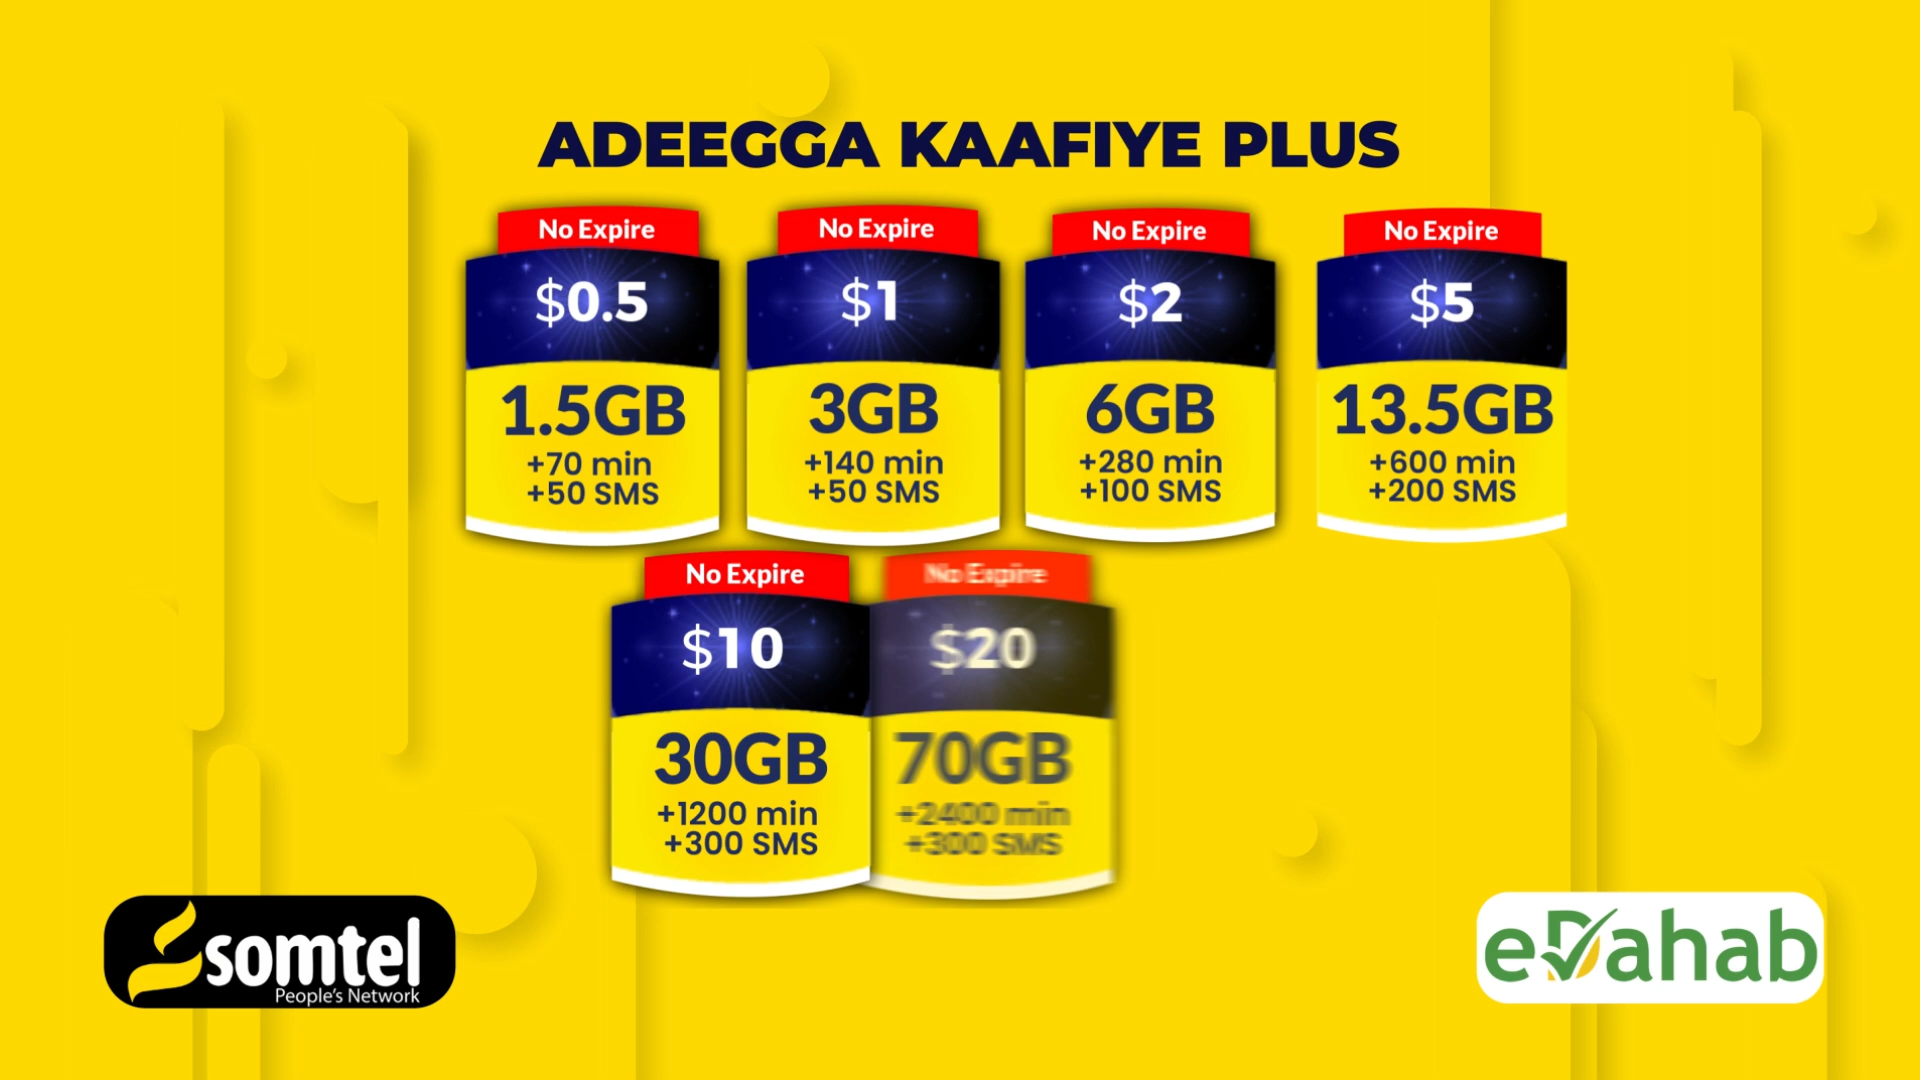 ADEEGGA KAAFIYE PLUS
No Expire
$0.5
1.5GB
+70 min
+50 SMS
No Expire
$1
3GB
+140 min
+50 SMS
No Expire
$2
6GB
+280 min
+100 SMS
No Expire
$5
13.5GB
+600 min
+200 SMS
No Expire
$10
30GB
+1200 min
+300 SMS
No Expire
$20
70GB
+2400 min
+300 SMS
somtel
People's Network
eDahab